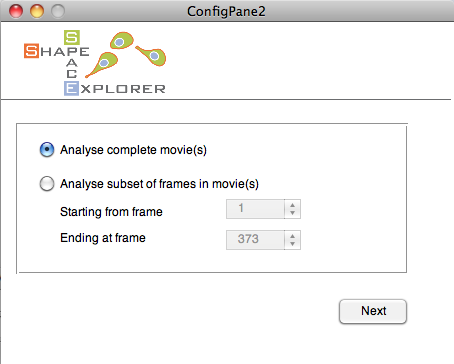 ConfigPane2
SHAPE
SPACE
EXPLORER
Analyse complete movie(s)
Analyse subset of frames in movie(s)
Starting from frame 1
Ending at frame 373
Next